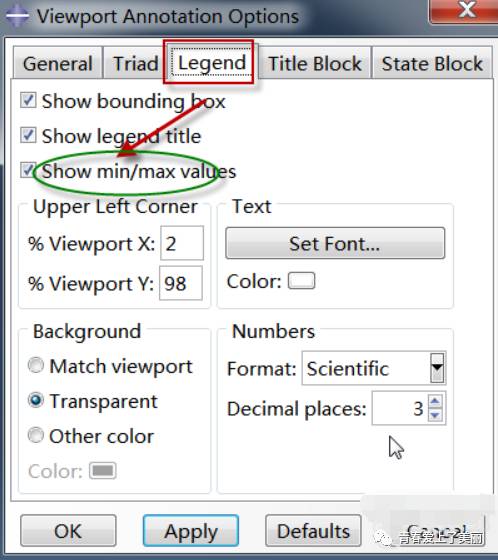 Viewport Annotation Options
General Triad Legend Title Block State Block
Show bounding box
Show legend title
Show min/max values
Upper Left Corner
% Viewport X: 2
% Viewport Y: 98
Text
Set Font...
Color:
Background
Match viewport
Transparent
Other color
Color:
Numbers
Format: Scientific
Decimal places: 3
OK Apply Defaults Cancel
青春爱上了美丽